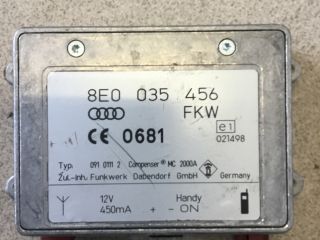 8E0 035 456
FKW
CE 0681
e1
021498
Typ: 091 0111 2 Compenser® MC 2000A
Zul.-Inh. Funkwerk Dabendorf GmbH Germany
12V Handy
450mA + - ON